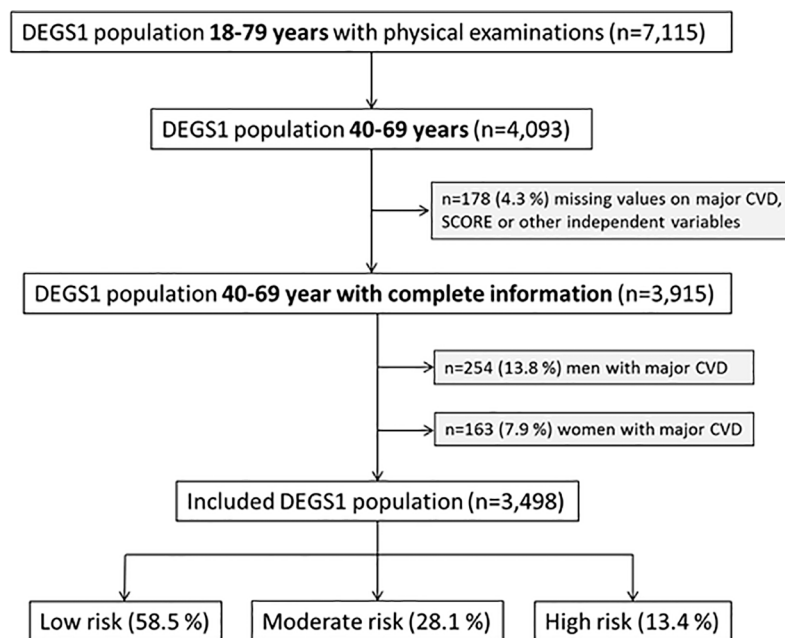 DEGS1 population 18-79 years with physical examinations (n=7,115)
DEGS1 population 40-69 years (n=4,093)
n=178 (4.3 %) missing values on major CVD,
SCORE or other independent variables
DEGS1 population 40-69 year with complete information (n=3,915)
n=254 (13.8 %) men with major CVD
n=163 (7.9 %) women with major CVD
Included DEGS1 population (n=3,498)
Low risk (58.5 %)
Moderate risk (28.1 %)
High risk (13.4 %)